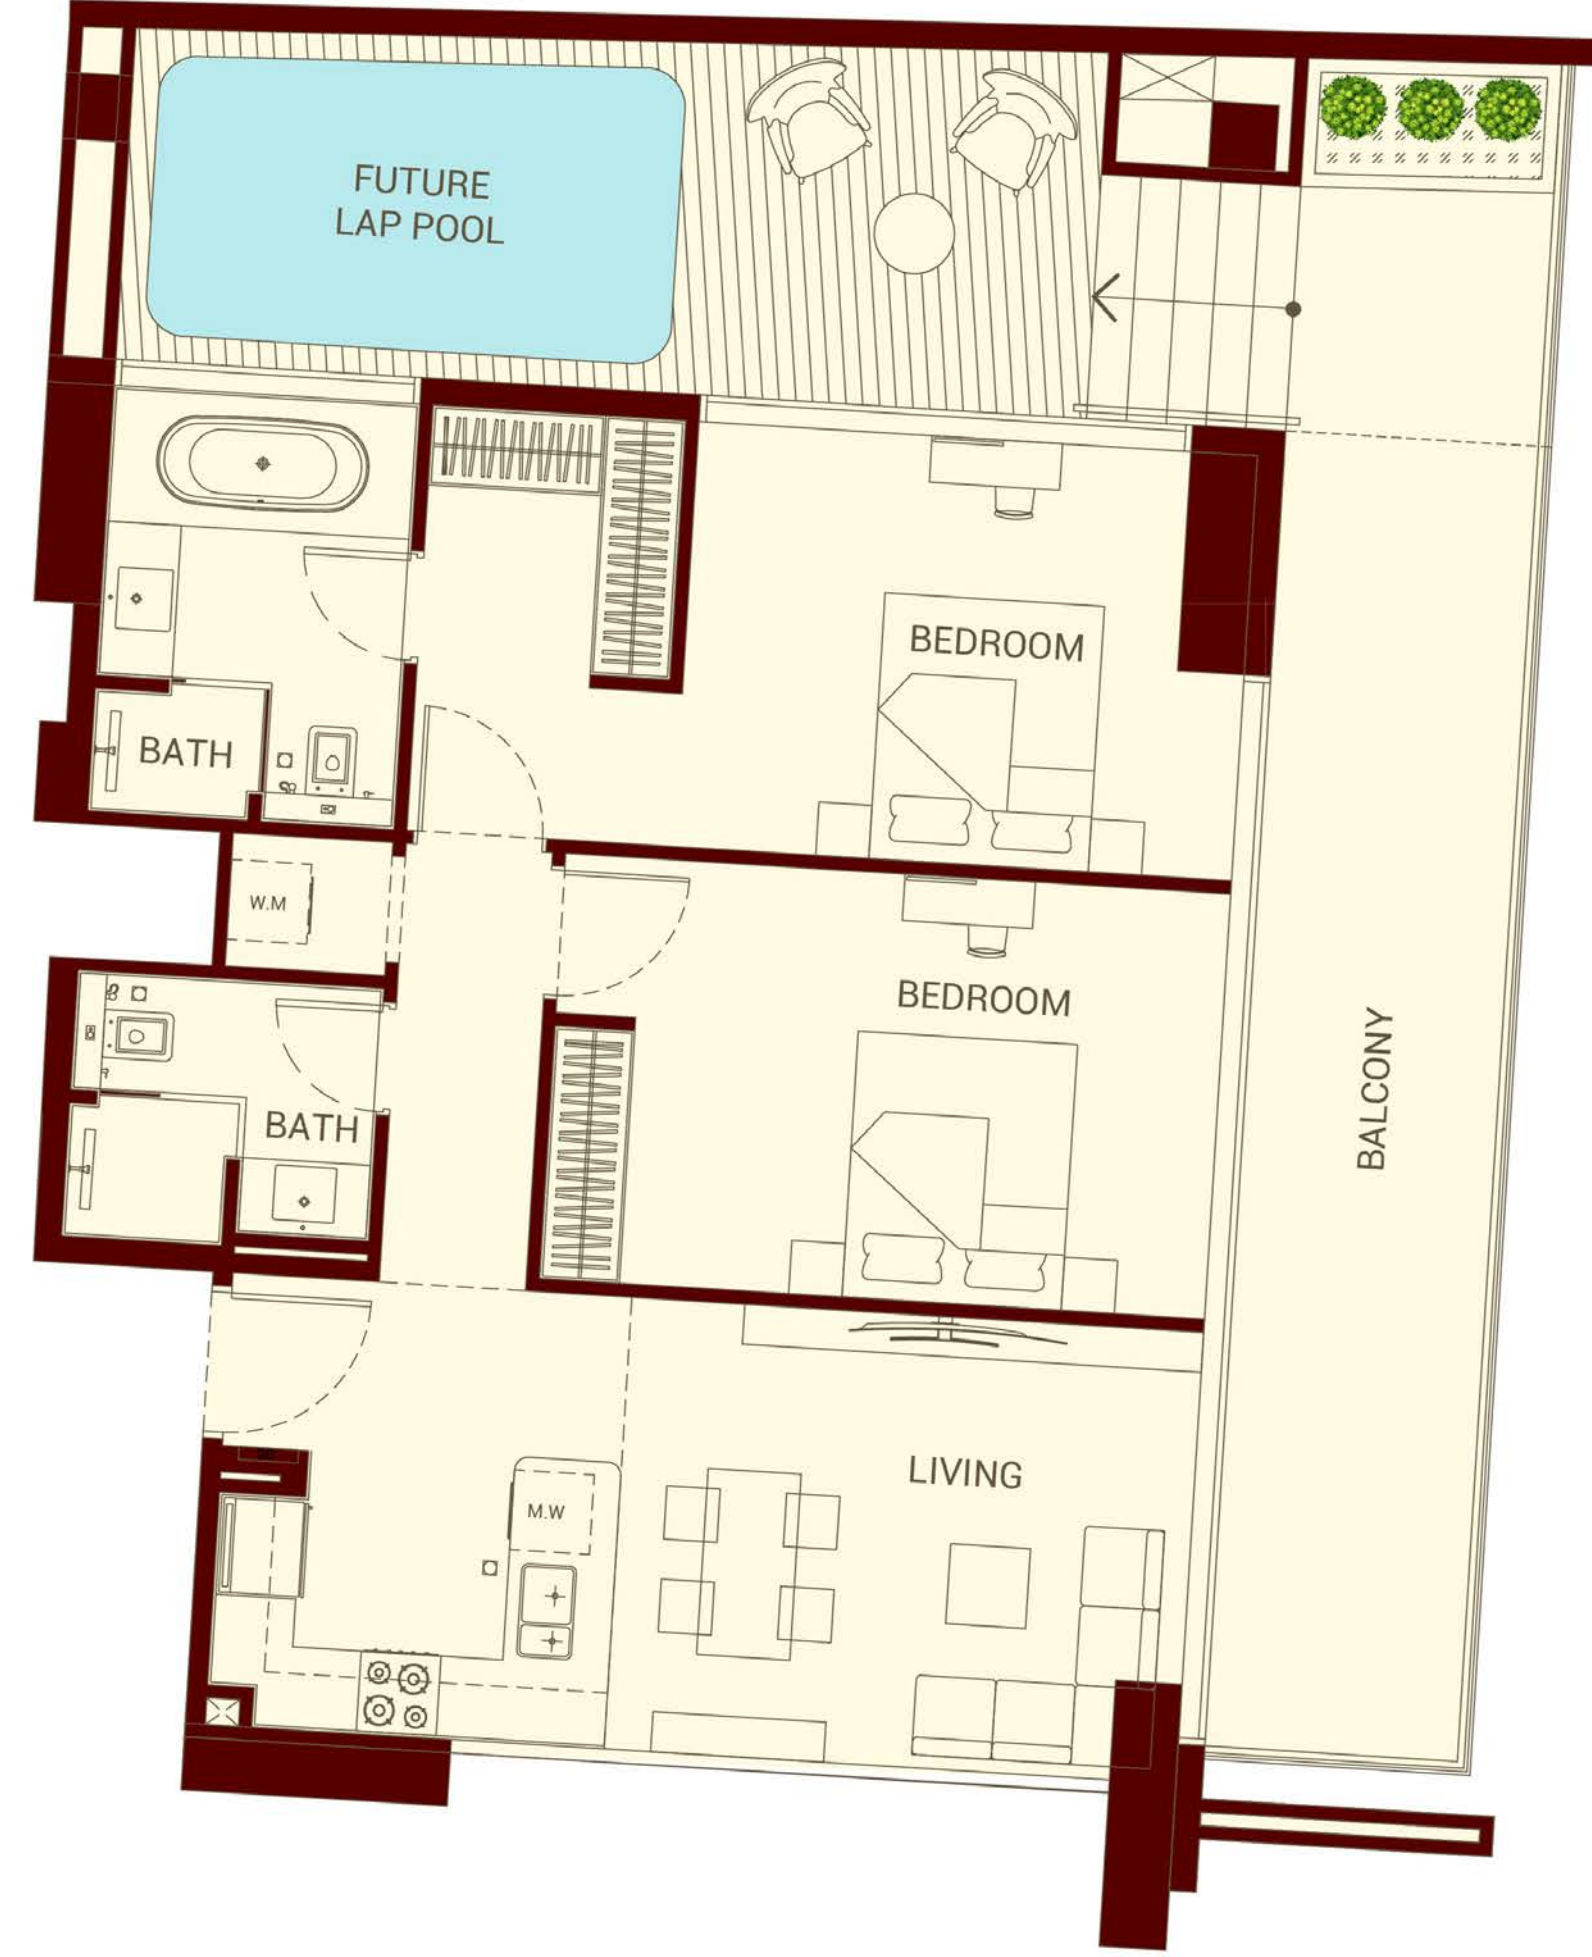 FUTURE
LAP POOL
BEDROOM
BATH
W.M
BEDROOM
BALCONY
BATH
LIVING
M.W